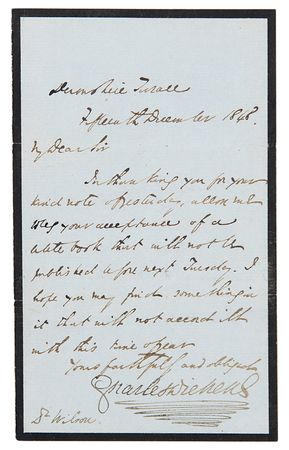 Devonshire Terrace
Fifteenth December 1848.
My Dear Sir
In thanking you for your
kind note of yesterday, allow me
to beg your acceptance of a
little book that will not be
published before next Tuesday. I
hope you may find something in
it that will not accord ill
with this time of year
Yours faithfully and obliged
Charles Dickens
Dr Wilson.